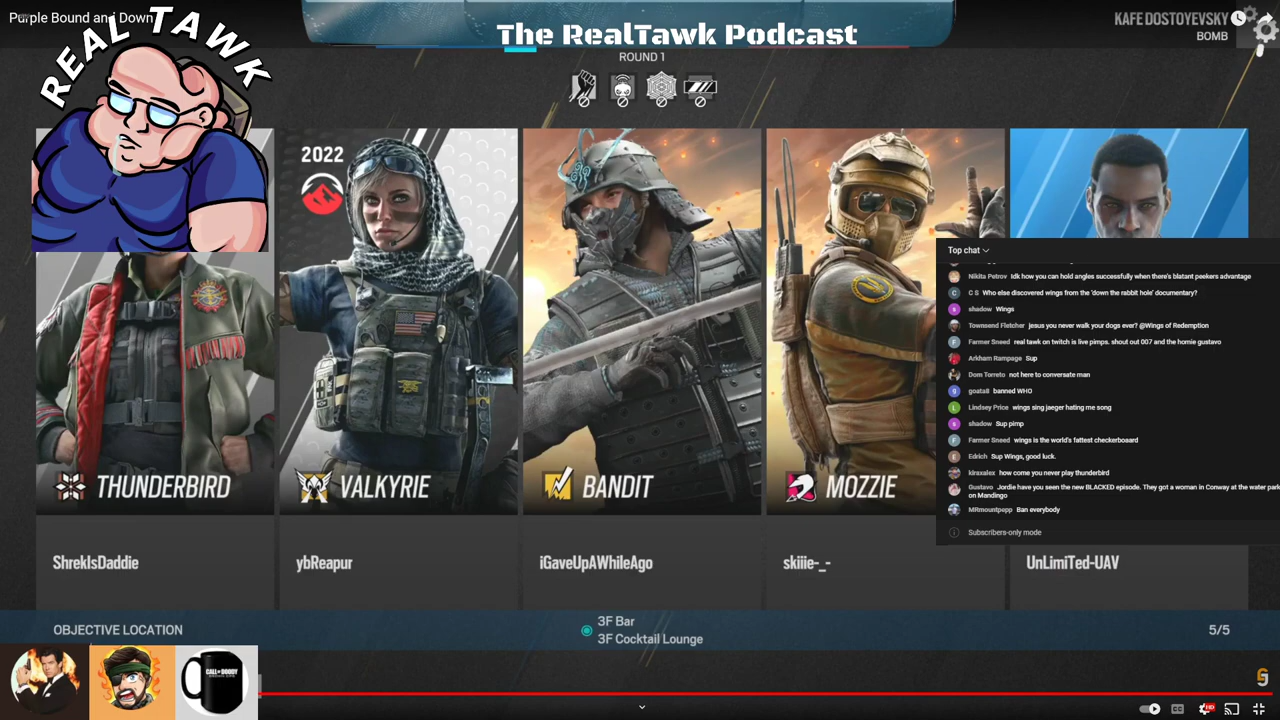 Purple Bound and Down
REAL TAWK
The RealTawk Podcast
KAFE DOSTOYEVSKY
BOMB
ROUND 1
2022
THUNDERBIRD
VALKYRIE
BANDIT
MOZZIE
ShrekIsDaddie
ybReapur
iGaveUpAWhileAgo
skiiie-_-
UnLimiTed-UAV
Top chat
Nikita Petrov Idk how you can hold angles successfully when there's blatant peekers advantage
C S Who else discovered wings from the 'down the rabbit hole' documentary?
shadow Wings
Townsend Fletcher jesus you never walk your dogs ever? @Wings of Redemption
Farmer Sneed real tawk on twitch is live pimps. shout out 007 and the homie gustavo
Arkham Rampage Sup
Dom Torreto not here to conversate man
goata8 banned WHO
Lindsey Price wings sing jaeger hating me song
shadow Sup pimp
Farmer Sneed wings is the world's fattest checkerboaard
Edrich Sup Wings, good luck.
kinxalex how come you never play thunderbird
Gustavo Jordie have you seen the new BLACKED episode. They got a woman in Conway at the water park
on Mandingo
MRmountpepp Ban everybody
Subscribers-only mode
OBJECTIVE LOCATION
3F Bar
3F Cocktail Lounge
5/5
CALL of DOODY
CC
HD